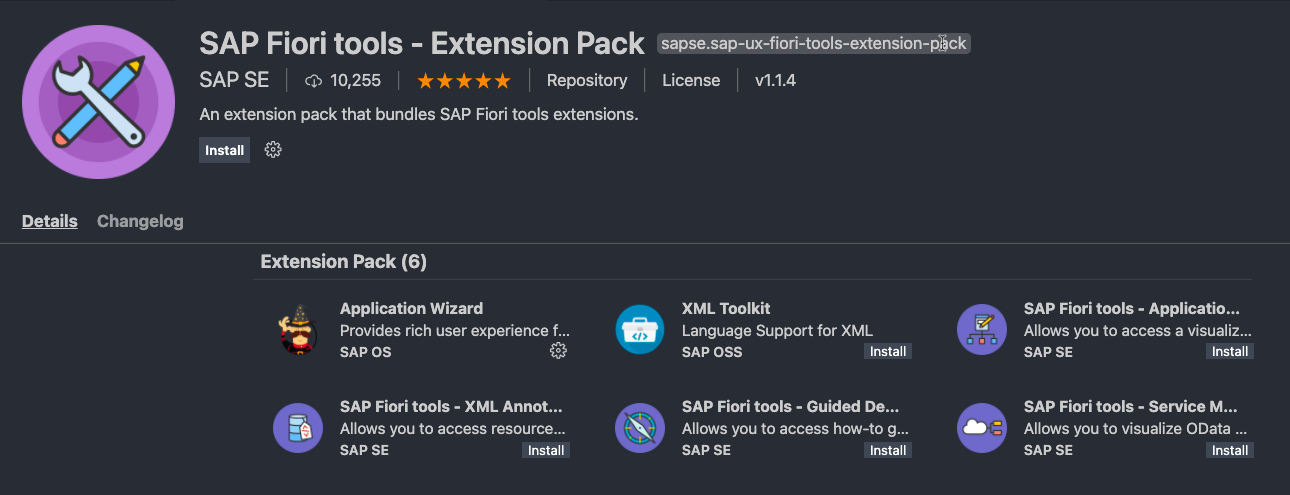 SAP Fiori tools - Extension Pack sapse.sap-ux-fiori-tools-extension-pack
SAP SE 10,255 Repository License v1.1.4
An extension pack that bundles SAP Fiori tools extensions.
Install
Details Changelog
Extension Pack (6)
Application Wizard
Provides rich user experience f...
SAP OS
XML Toolkit
Language Support for XML
SAP OSS Install
SAP Fiori tools - Applicatio...
Allows you to access a visualiz...
SAP SE Install
SAP Fiori tools - XML Annot...
Allows you to access resource...
SAP SE Install
SAP Fiori tools - Guided De...
Allows you to access how-to g...
SAP SE Install
SAP Fiori tools - Service M...
Allows you to visualize OData ...
SAP SE Install